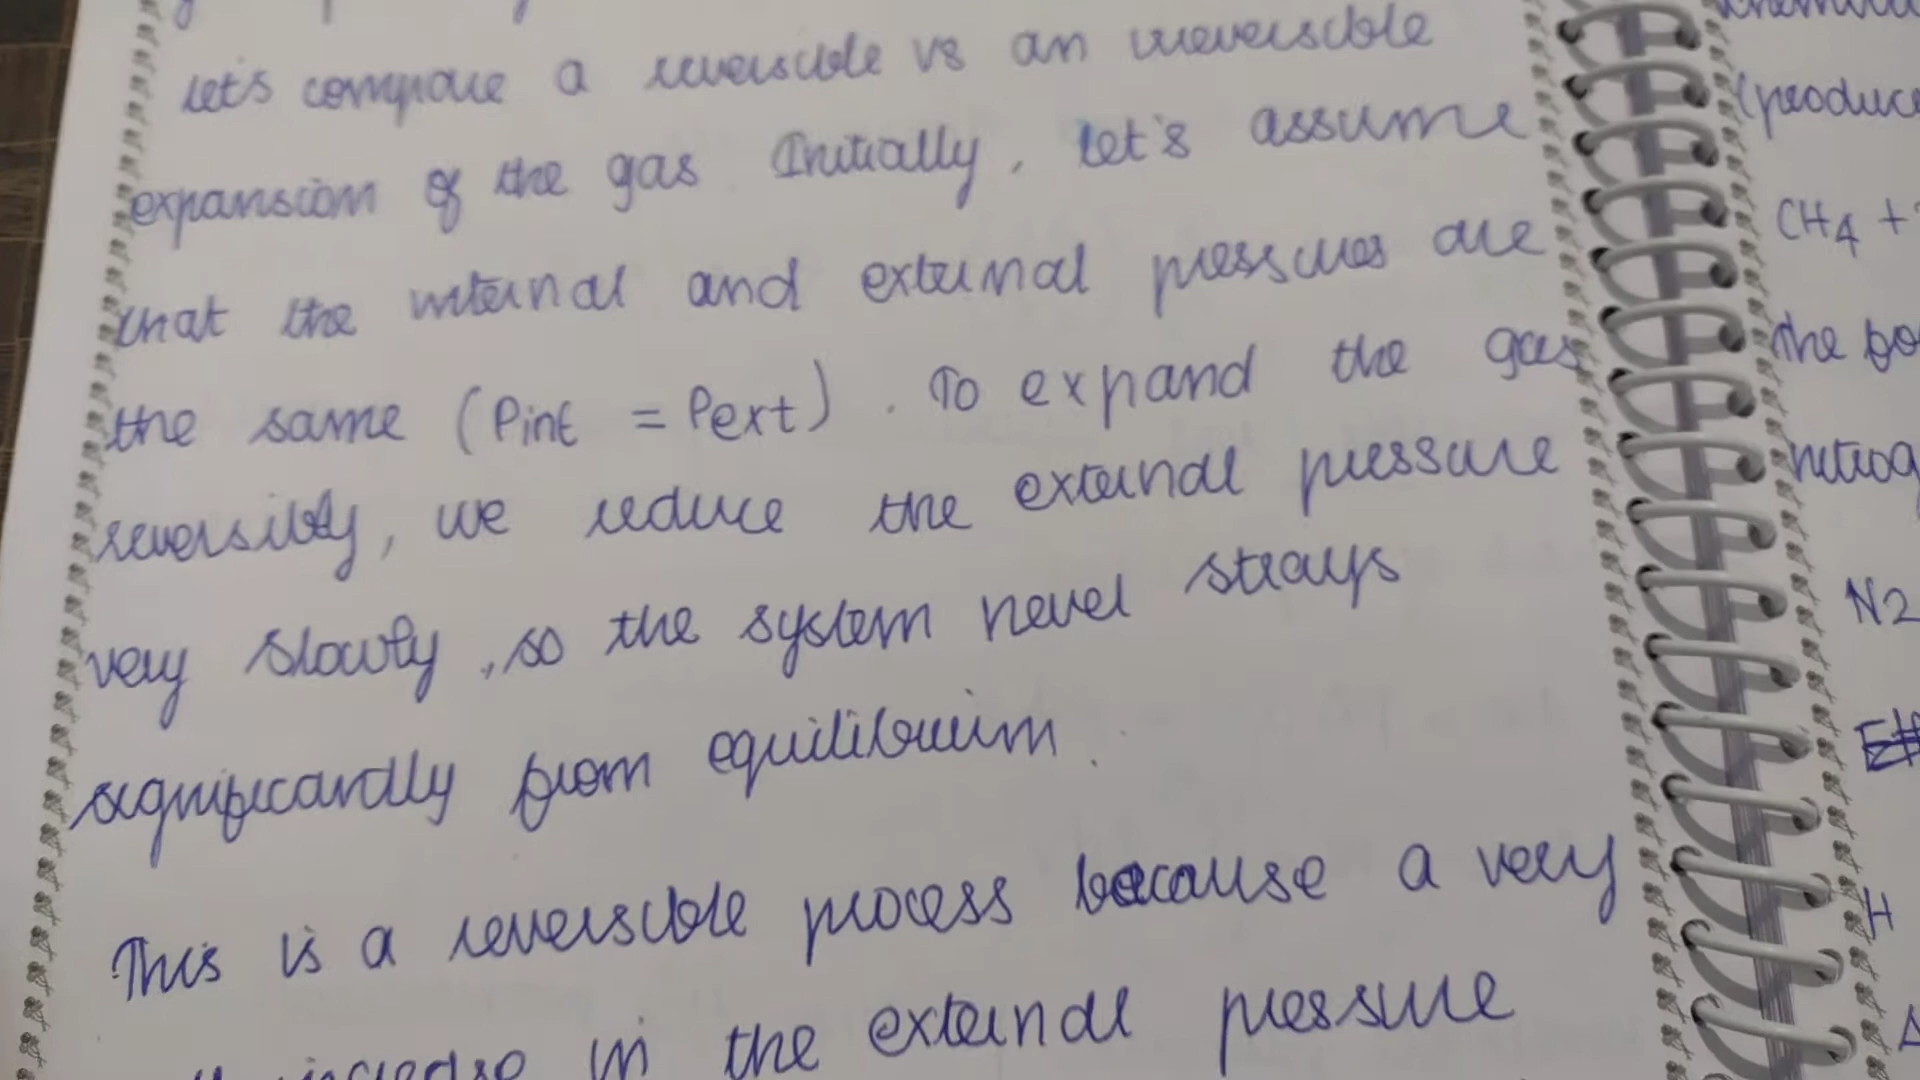 Let's compare a reversible vs an irreversible
expansion of the gas Initially, let's assume
that the internal and external pressures are
the same (Pint = Pext). To expand the gas
reversibly, we reduce the external pressure
very slowly, so the system never strays
significantly from equilibrium.
This is a reversible process because a very
increase in the external pressure
(produce
CH4 +
the
N2
H